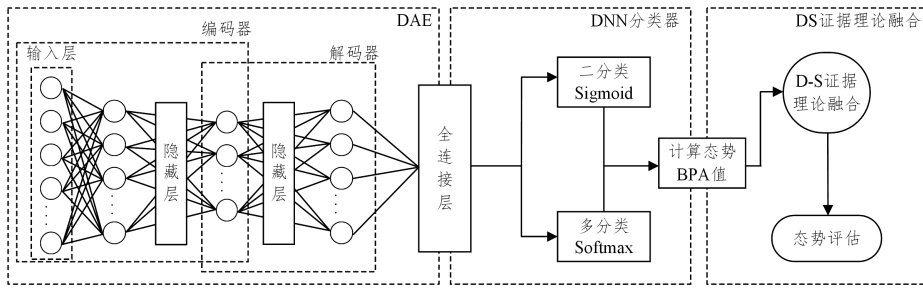 DAE
DNN分类器
DS证据理论融合
编码器
输入层
解码器
隐藏层
隐藏层
全连接层
二分类
Sigmoid
多分类
Softmax
计算态势
BPA值
D-S证据
理论融合
态势评估